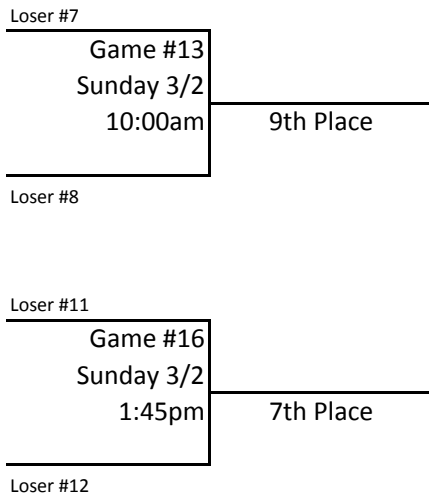 Loser #7
Game #13
Sunday 3/2
10:00am
9th Place
Loser #8
Loser #11
Game #16
Sunday 3/2
1:45pm
7th Place
Loser #12